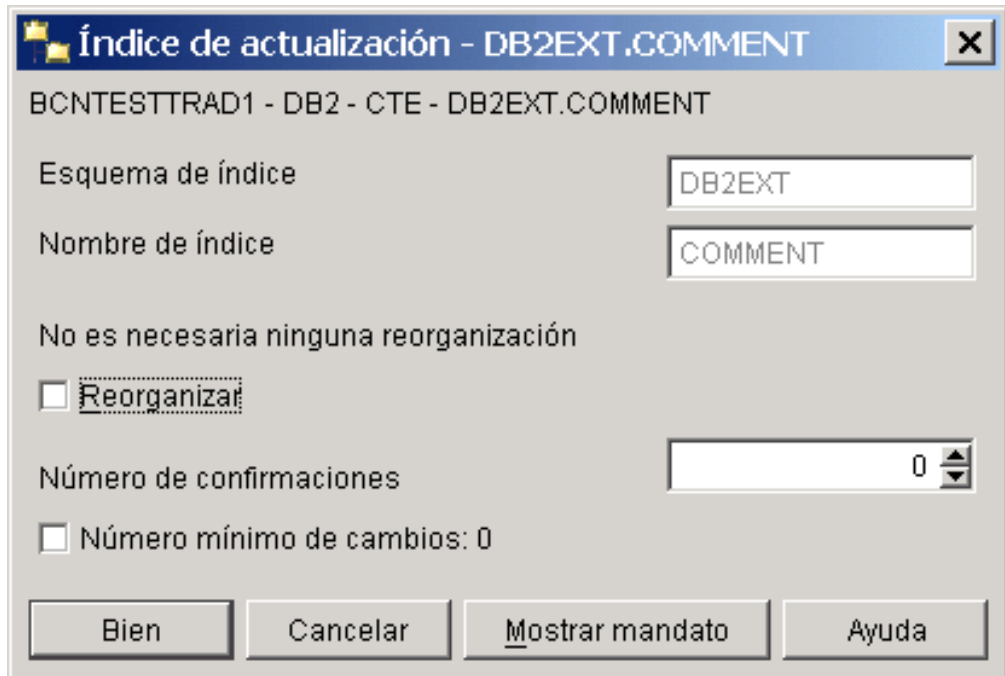 Índice de actualización - DB2EXT.COMMENT
BCNTESTTRAD1 - DB2 - CTE - DB2EXT.COMMENT
Esquema de índice DB2EXT
Nombre de índice COMMENT
No es necesaria ninguna reorganización
Reorganizar
Número de confirmaciones 0
Número mínimo de cambios: 0
Bien Cancelar Mostrar mandato Ayuda